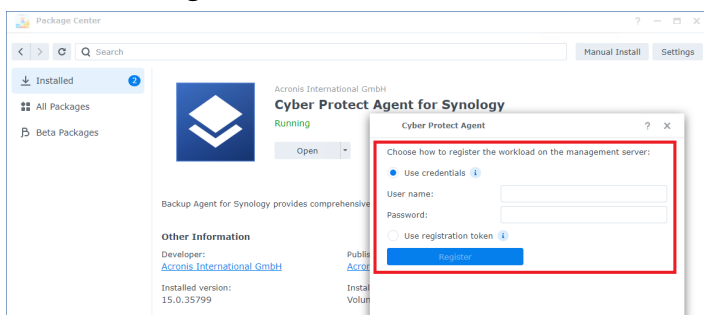 Package Center
Search
Manual Install
Settings
Installed
2
All Packages
Beta Packages
Acronis International GmbH
Cyber Protect Agent for Synology
Running
Open
Cyber Protect Agent
Choose how to register the workload on the management server:
Use credentials
User name:
Password:
Use registration token
Register
Backup Agent for Synology provides comprehensive
Other Information
Developer:
Acronis International GmbH
Installed version:
15.0.35799